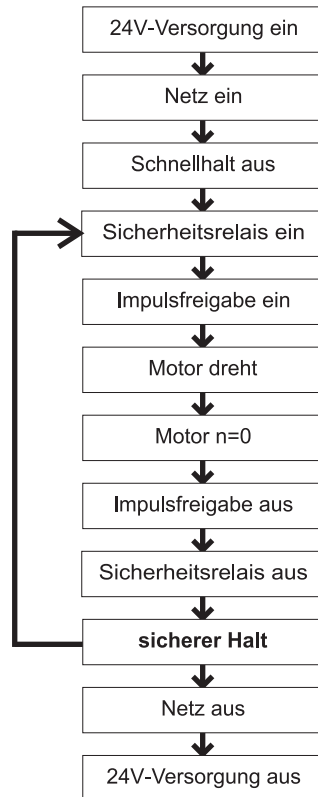 24V-Versorgung ein
Netz ein
Schnellhalt aus
Sicherheitsrelais ein
Impulsfreigabe ein
Motor dreht
Motor n=0
Impulsfreigabe aus
Sicherheitsrelais aus
sicherer Halt
Netz aus
24V-Versorgung aus